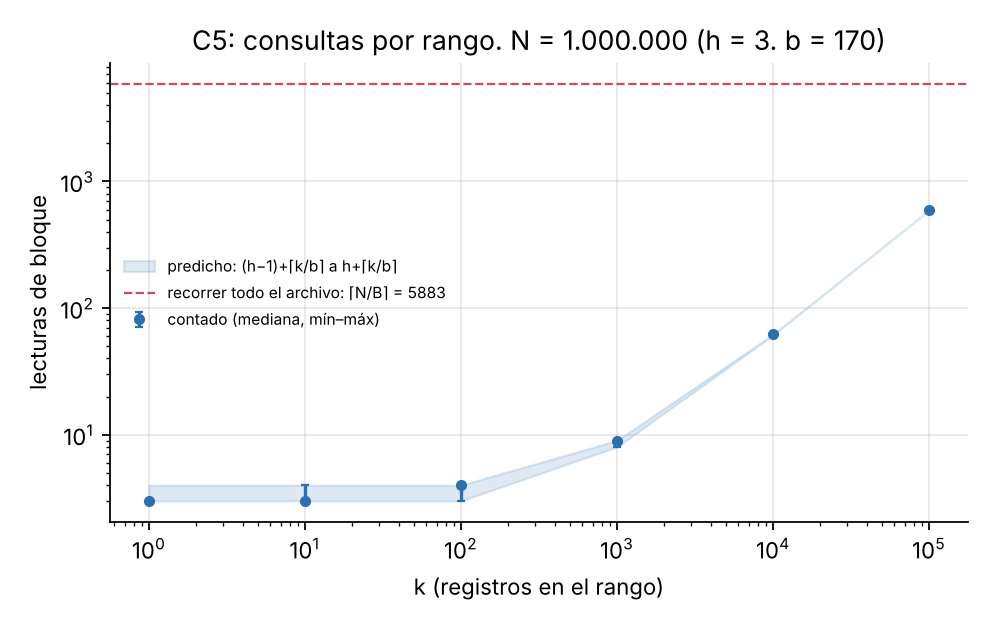 C5: consultas por rango. N = 1.000.000 (h = 3. b = 170)
lecturas de bloque
10³
10²
10¹
predicho: (h−1)+⌈k/b⌉ a h+⌈k/b⌉
recorrer todo el archivo: ⌈N/B⌉ = 5883
contado (mediana, mín–máx)
10⁰ 10¹ 10² 10³ 10⁴ 10⁵
k (registros en el rango)